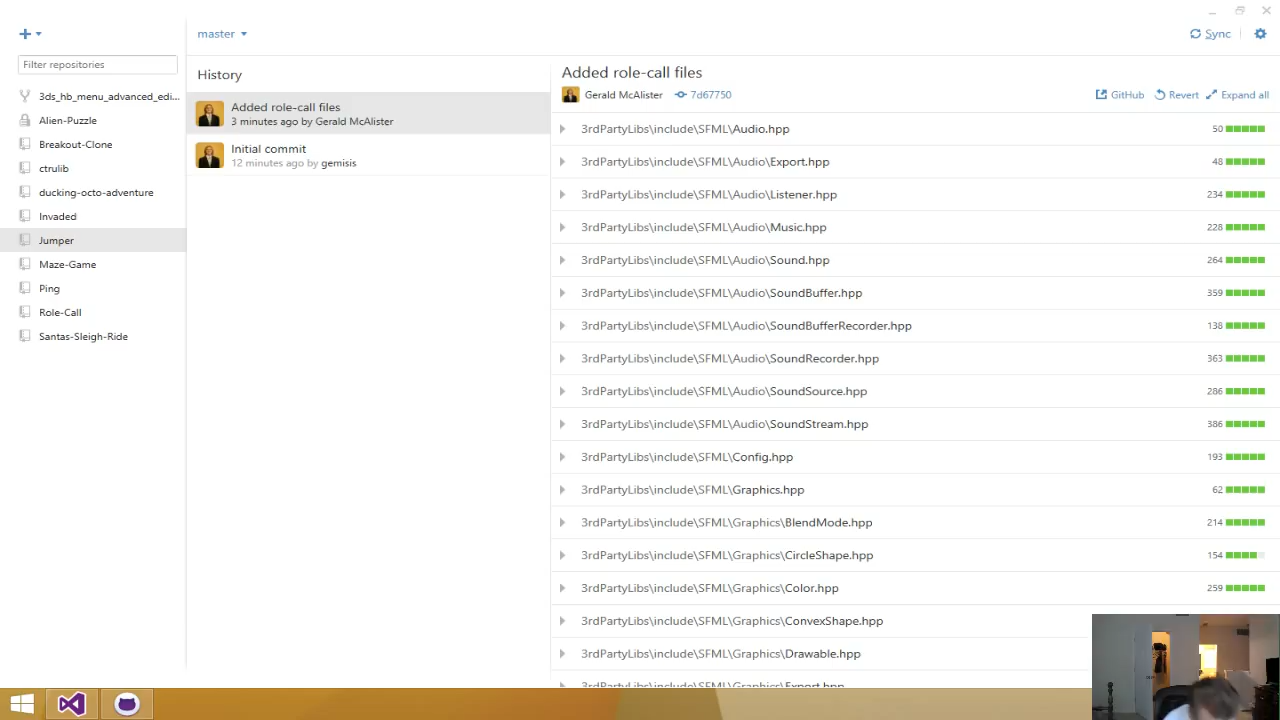 master
Sync
Filter repositories
3ds_hb_menu_advanced_edi...
Alien-Puzzle
Breakout-Clone
ctrulib
ducking-octo-adventure
Invaded
Jumper
Maze-Game
Ping
Role-Call
Santas-Sleigh-Ride
History
Added role-call files
3 minutes ago by Gerald McAlister
Initial commit
12 minutes ago by gemisis
Added role-call files
Gerald McAlister 7d67750 GitHub Revert Expand all
3rdPartyLibs\include\SFML\Audio.hpp 50
3rdPartyLibs\include\SFML\Audio\Export.hpp 48
3rdPartyLibs\include\SFML\Audio\Listener.hpp 234
3rdPartyLibs\include\SFML\Audio\Music.hpp 228
3rdPartyLibs\include\SFML\Audio\Sound.hpp 264
3rdPartyLibs\include\SFML\Audio\SoundBuffer.hpp 359
3rdPartyLibs\include\SFML\Audio\SoundBufferRecorder.hpp 138
3rdPartyLibs\include\SFML\Audio\SoundRecorder.hpp 363
3rdPartyLibs\include\SFML\Audio\SoundSource.hpp 286
3rdPartyLibs\include\SFML\Audio\SoundStream.hpp 386
3rdPartyLibs\include\SFML\Config.hpp 193
3rdPartyLibs\include\SFML\Graphics.hpp 62
3rdPartyLibs\include\SFML\Graphics\BlendMode.hpp 214
3rdPartyLibs\include\SFML\Graphics\CircleShape.hpp 154
3rdPartyLibs\include\SFML\Graphics\Color.hpp 259
3rdPartyLibs\include\SFML\Graphics\ConvexShape.hpp
3rdPartyLibs\include\SFML\Graphics\Drawable.hpp
3rdPartyLibs\include\SFML\Graphics\Export.hpp